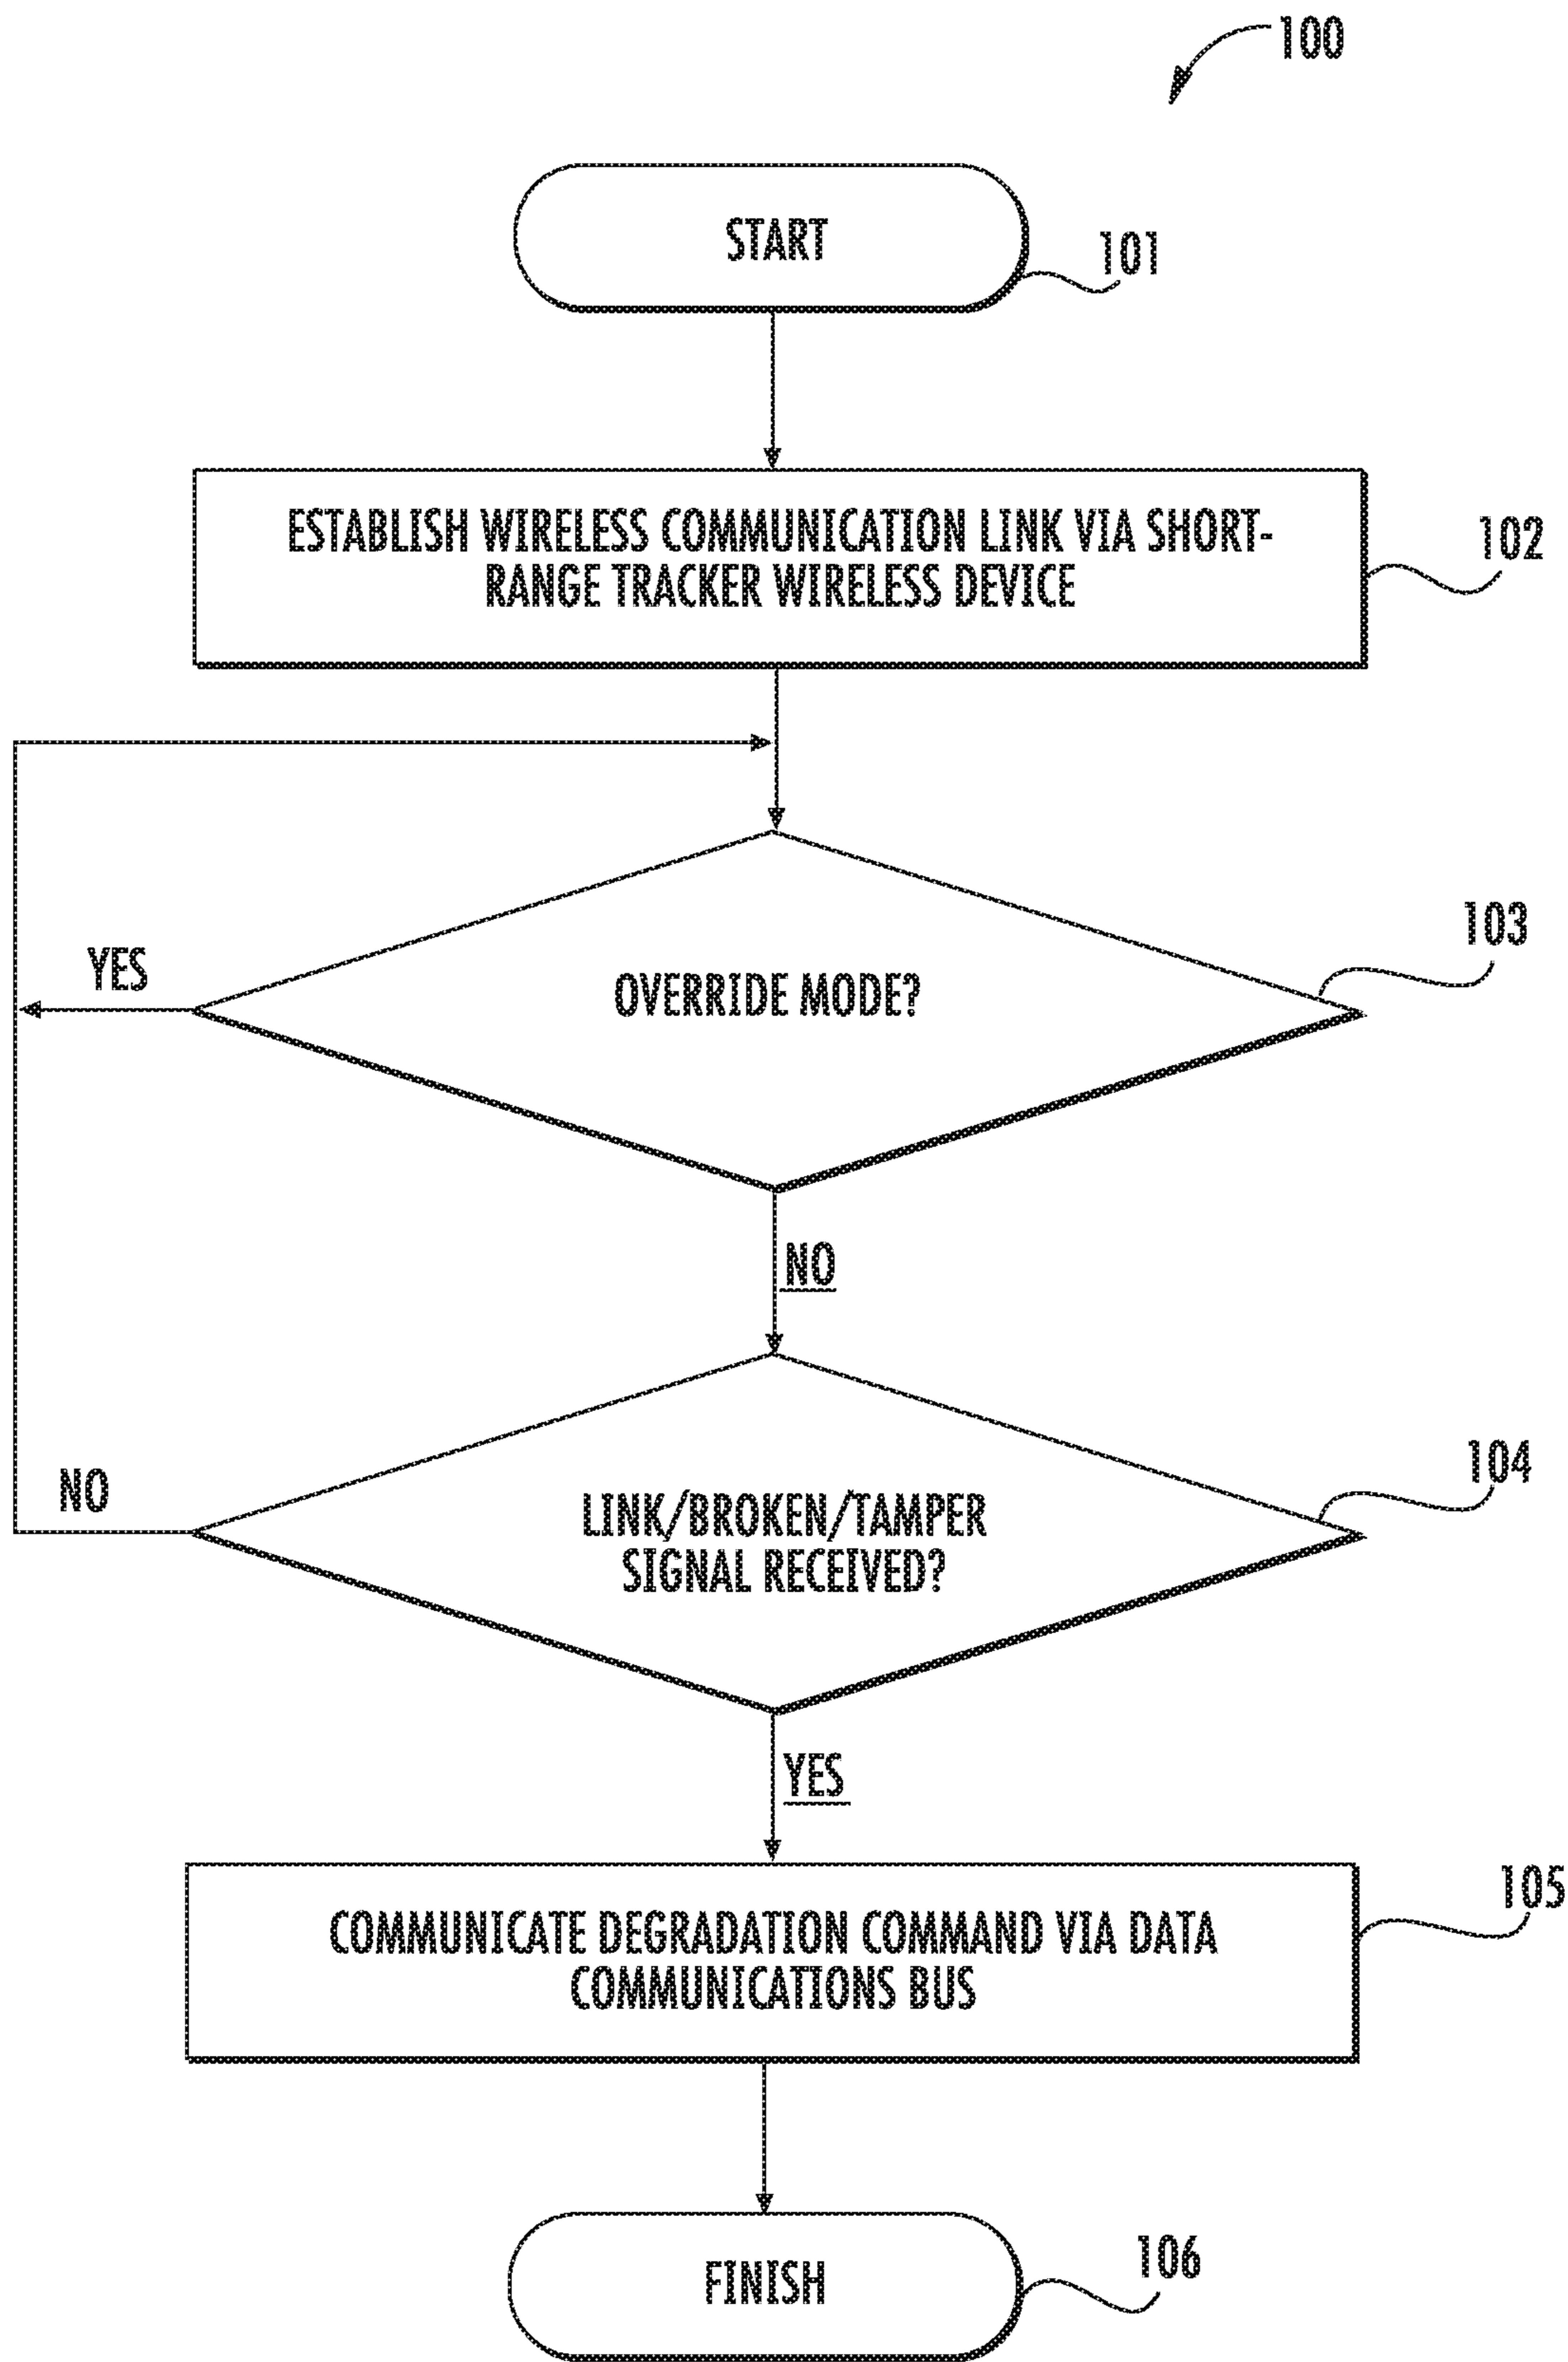 100
START
101
ESTABLISH WIRELESS COMMUNICATION LINK VIA SHORT-
RANGE TRACKER WIRELESS DEVICE
102
103
YES
OVERRIDE MODE?
NO
104
NO
LINK/BROKEN/TAMPER
SIGNAL RECEIVED?
YES
105
COMMUNICATE DEGRADATION COMMAND VIA DATA
COMMUNICATIONS BUS
106
FINISH